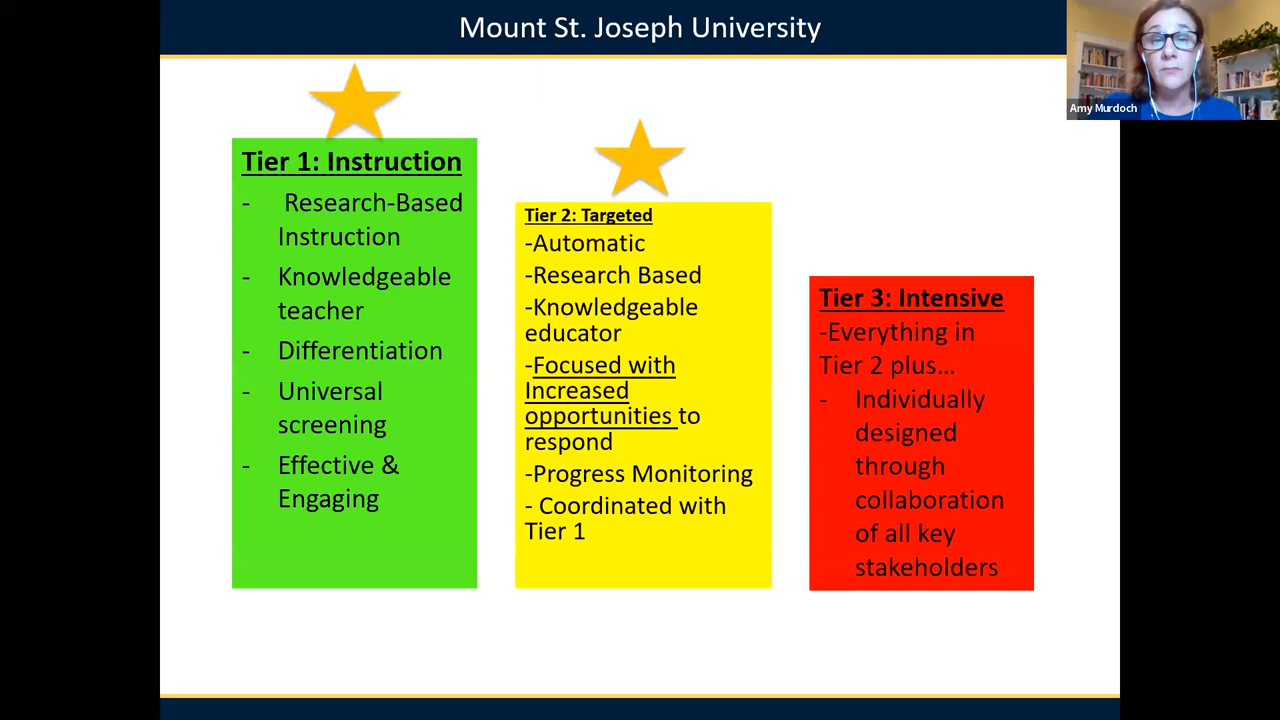 Mount St. Joseph University
Amy Murdoch
Tier 1: Instruction
- Research-Based
Instruction
- Knowledgeable
teacher
- Differentiation
- Universal
screening
- Effective &
Engaging
Tier 2: Targeted
-Automatic
-Research Based
-Knowledgeable
educator
-Focused with
Increased
opportunities to
respond
-Progress Monitoring
- Coordinated with
Tier 1
Tier 3: Intensive
-Everything in
Tier 2 plus…
- Individually
designed
through
collaboration
of all key
stakeholders